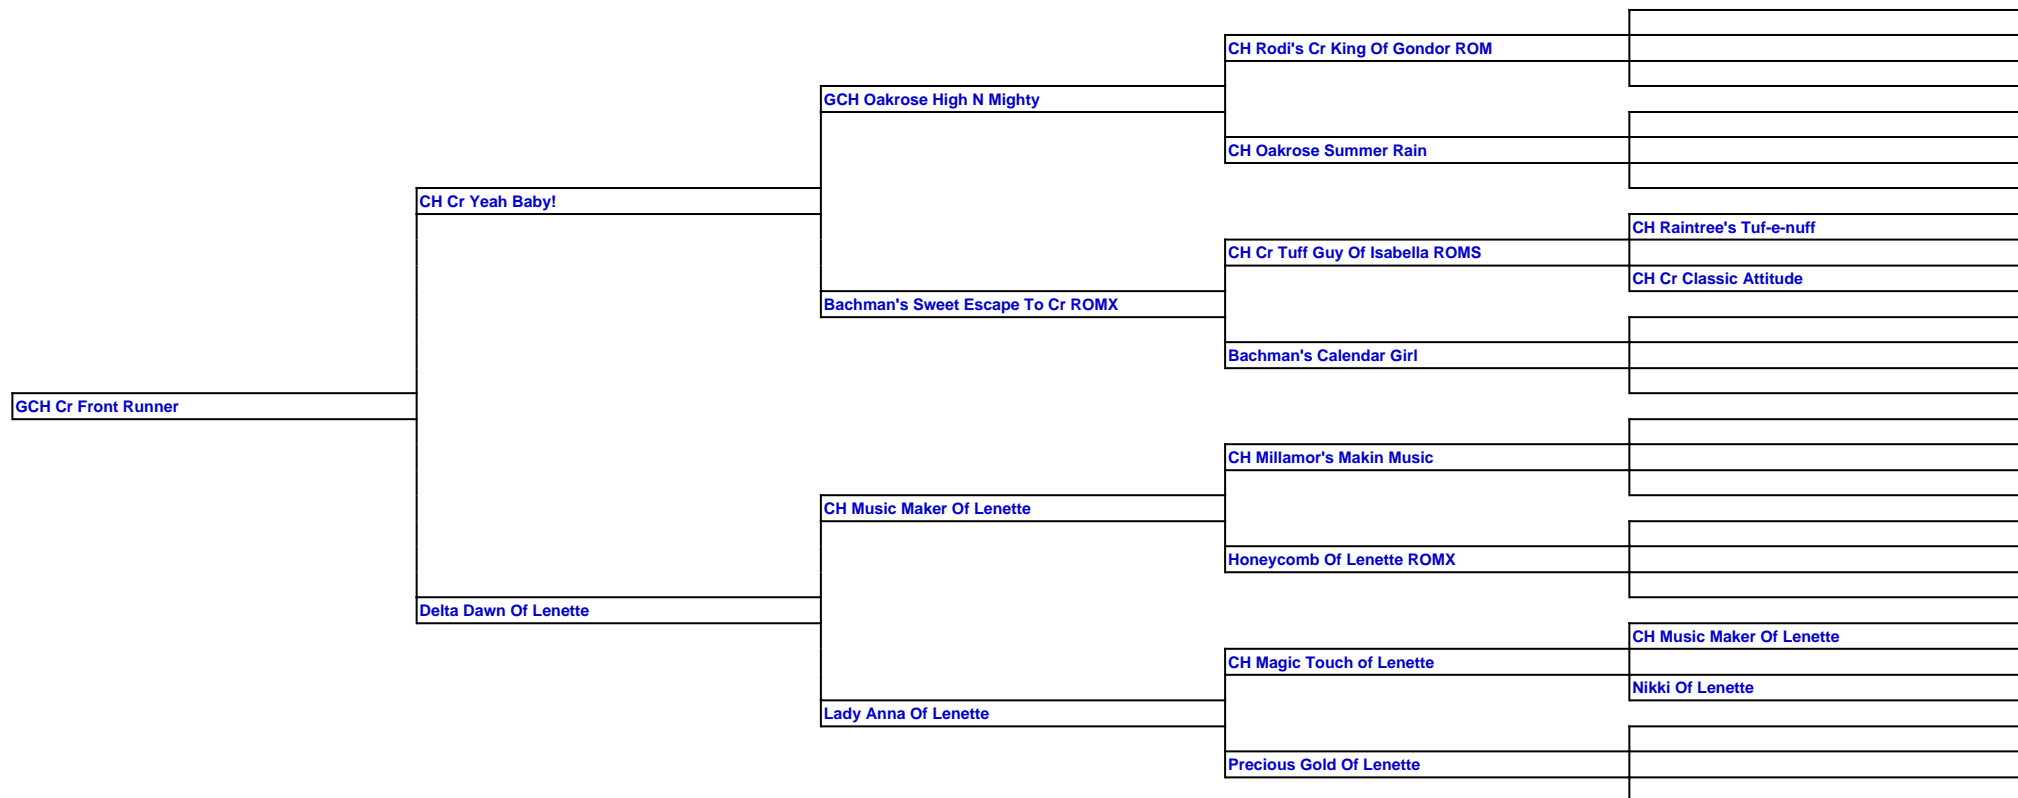 CH Rodi's Cr King Of Gondor ROM
GCH Oakrose High N Mighty
CH Oakrose Summer Rain
CH Cr Yeah Baby!
CH Raintree's Tuf-e-nuff
CH Cr Tuff Guy Of Isabella ROMS
CH Cr Classic Attitude
Bachman's Sweet Escape To Cr ROMX
Bachman's Calendar Girl
GCH Cr Front Runner
CH Millamor's Makin Music
CH Music Maker Of Lenette
Honeycomb Of Lenette ROMX
Delta Dawn Of Lenette
CH Music Maker Of Lenette
CH Magic Touch of Lenette
Nikki Of Lenette
Lady Anna Of Lenette
Precious Gold Of Lenette